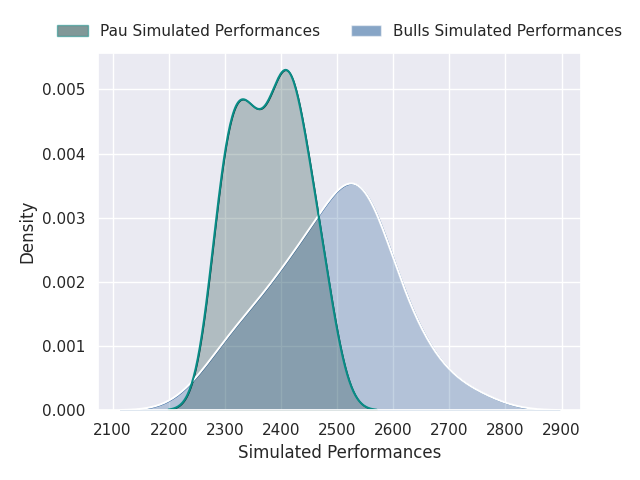 Pau Simulated Performances
Bulls Simulated Performances
0.005
0.004
0.003
0.002
0.001
0.000
Density
2100 2200 2300 2400 2500 2600 2700 2800 2900
Simulated Performances